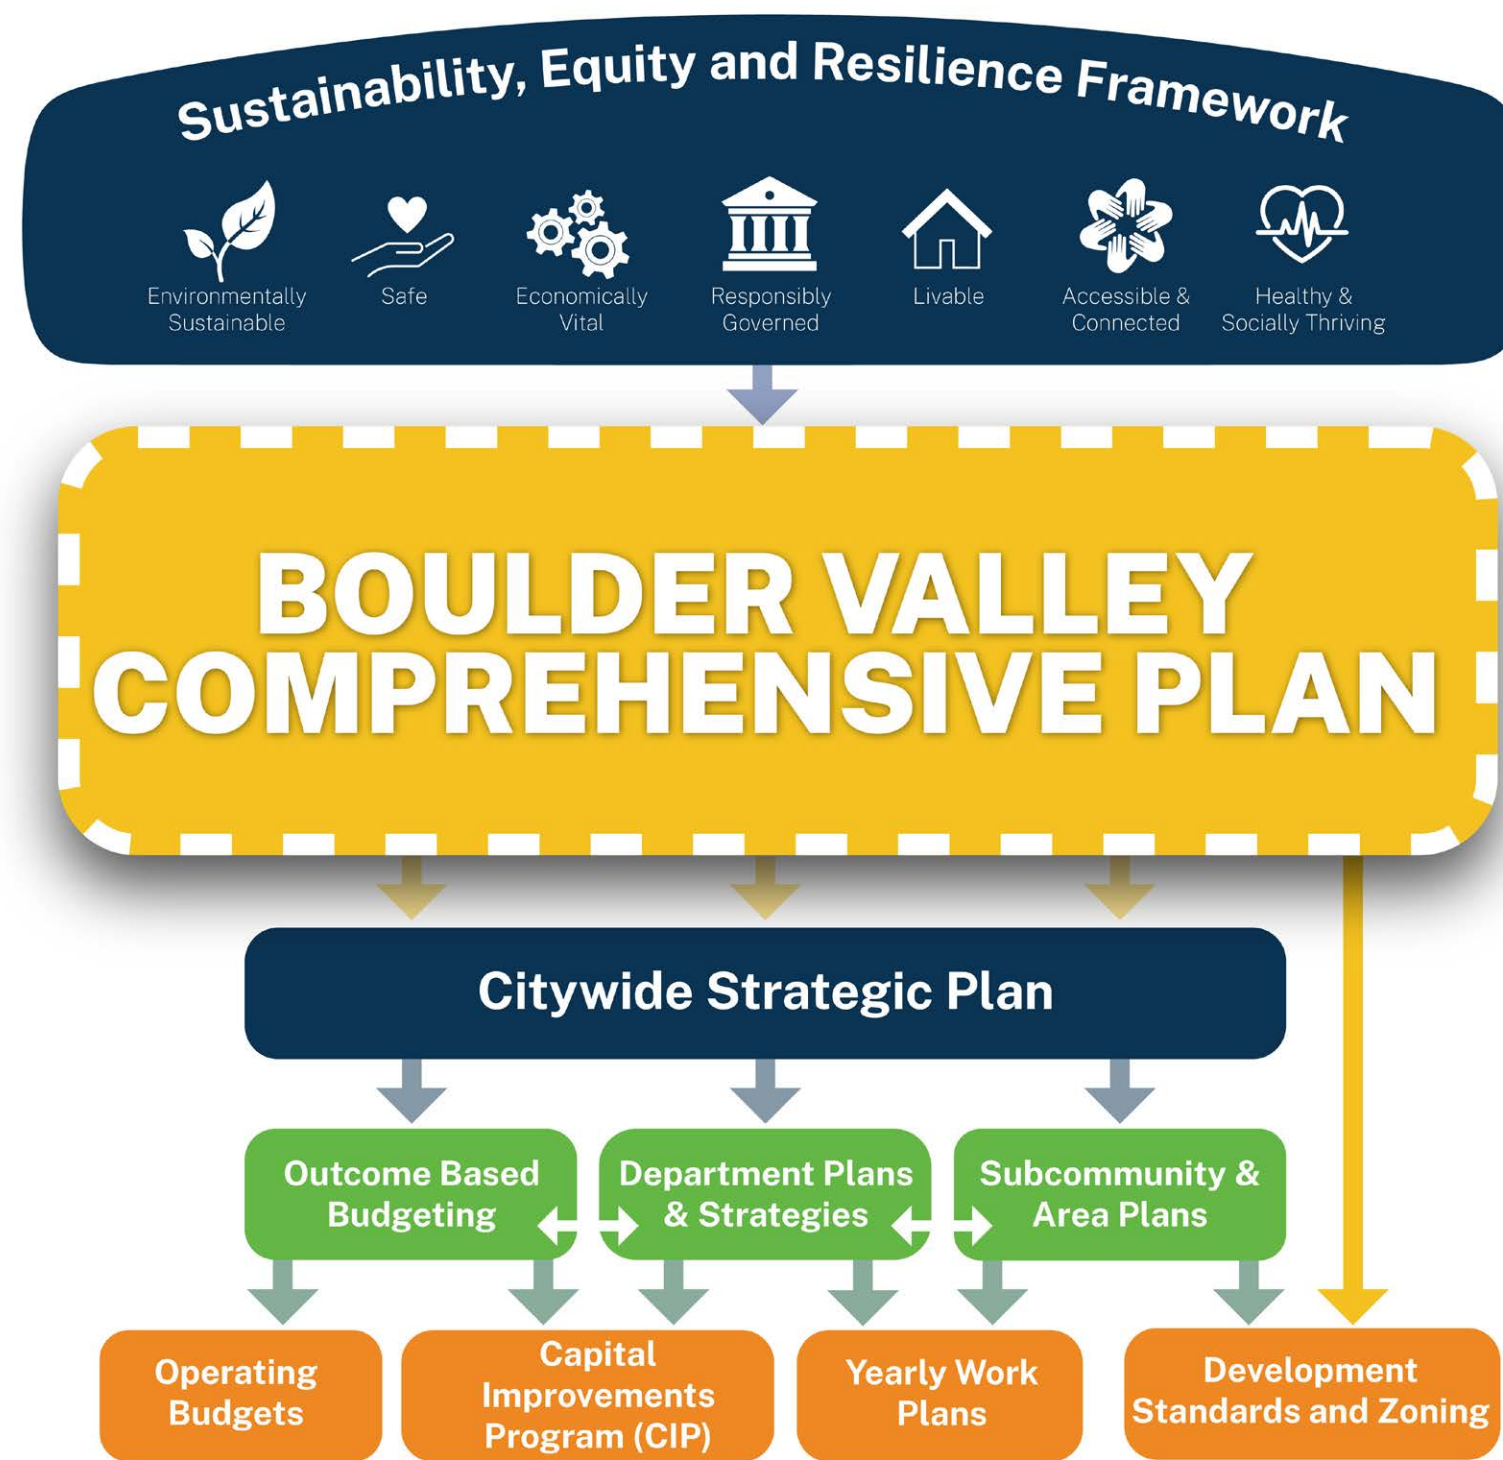 Sustainability, Equity and Resilience Framework
Environmentally
Sustainable
Safe
Economically
Vital
Responsibly
Governed
Livable
Accessible &
Connected
Healthy &
Socially Thriving
BOULDER VALLEY
COMPREHENSIVE PLAN
Citywide Strategic Plan
Outcome Based
Budgeting
Department Plans
& Strategies
Subcommunity &
Area Plans
Operating
Budgets
Capital
Improvements
Program (CIP)
Yearly Work
Plans
Development
Standards and Zoning